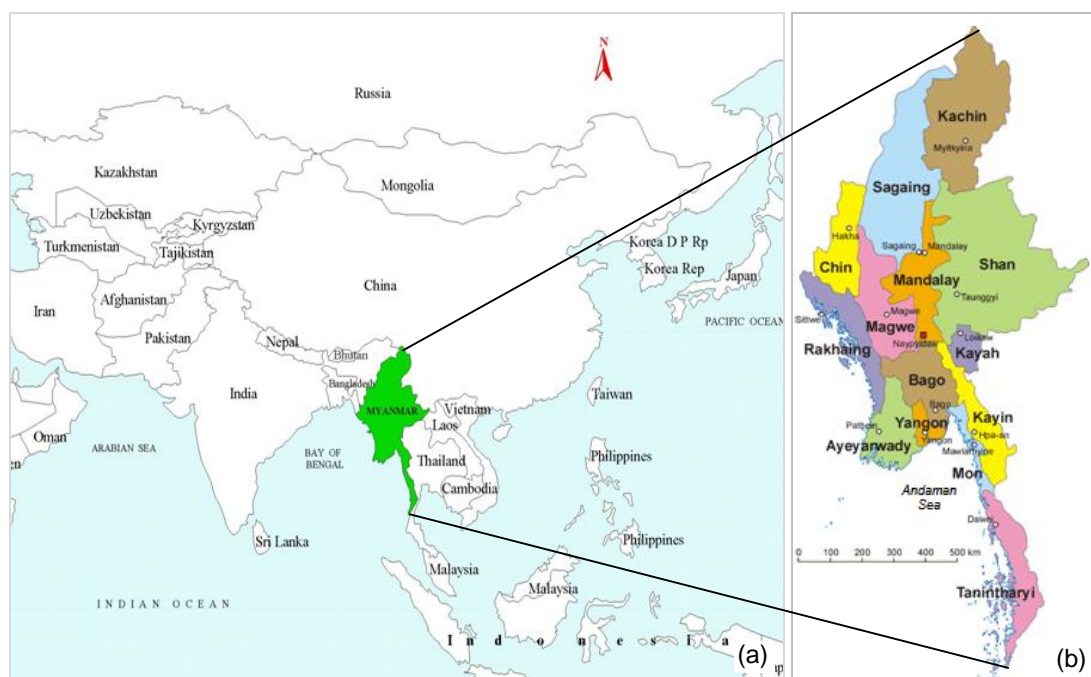 N
Russia
Kazakhstan
Mongolia
Uzbekistan
Kyrgyzstan
Turkmenistan
Tajikistan
Korea D P Rp
Korea Rep
Japan
China
Afghanistan
Iran
Pakistan
PACIFIC OCEAN
Nepal
Bhutan
Bangladesh
India
MYANMAR
Taiwan
Vietnam
Laos
Oman
ARABIAN SEA
BAY OF
BENGAL
Thailand
Philippines
Cambodia
Sri Lanka
Philippines
Malaysia
Malaysia
INDIAN OCEAN
Indonesia
(a)
Kachin
Myitkyina
Sagaing
Hakha
Sagaing
Mandalay
Chin
Mandalay
Shan
Taunggyi
Sittwe
Magwe
Magwe
Naypyidaw
Loikaw
Rakhaing
Kayah
Bago
Bago
Kayin
Yangon
Yangon
Pathein
Hpa-an
Ayeyarwady
Mawlamyine
Mon
Andaman
Sea
Dawei
0 100 200 300 400 500 km
Tanintharyi
(b)